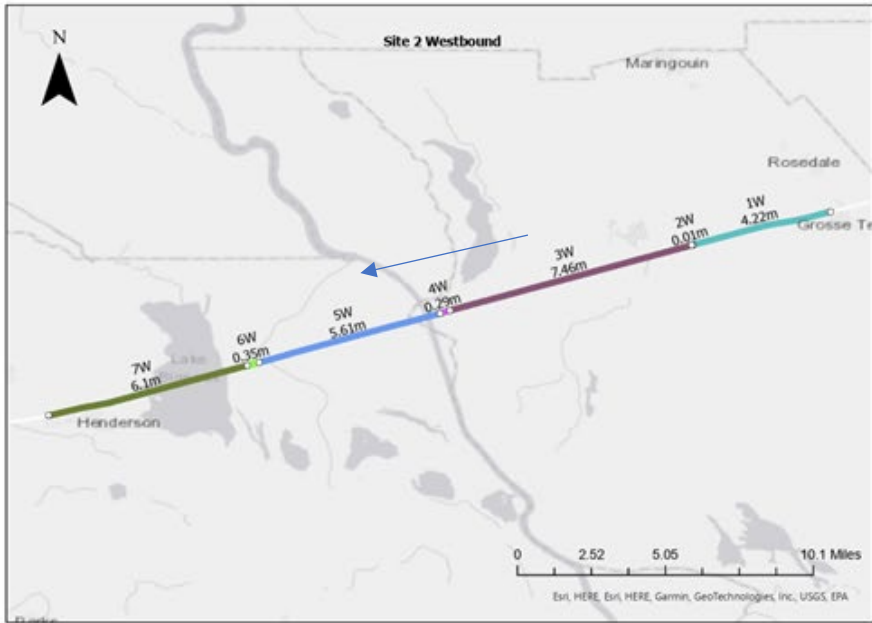 Site 2 Westbound
N
Maringouin
Rosedale
1W
4.22m
Grosse Te
2W
0.01m
3W
7.46m
4W
0.29m
5W
5.61m
6W
0.35m
Lake
7W
6.1m
Henderson
0 2.52 5.05 10.1 Miles
Esri, HERE, Esri, HERE, Garmin, GeoTechnologies, Inc., USGS, EPA